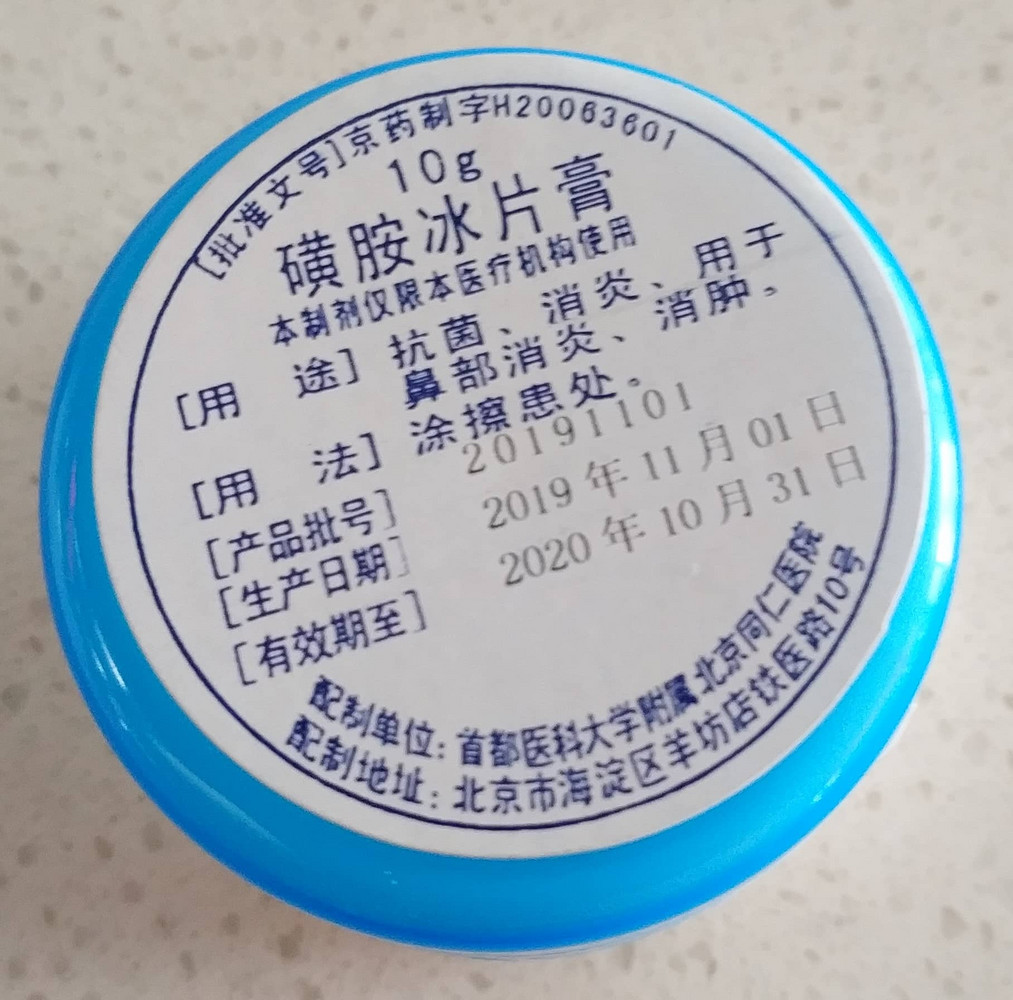 [批准文号]京药制字H20063601
10g
磺胺冰片膏
本制剂仅限本医疗机构使用
[用 途] 抗菌、消炎、用于
鼻部消炎、消肿。
[用 法] 涂擦患处。
[产品批号] 20191101
[生产日期] 2019年11月01日
[有效期至] 2020年10月31日
配制单位:首都医科大学附属北京同仁医院
配制地址:北京市海淀区羊坊店铁医路10号